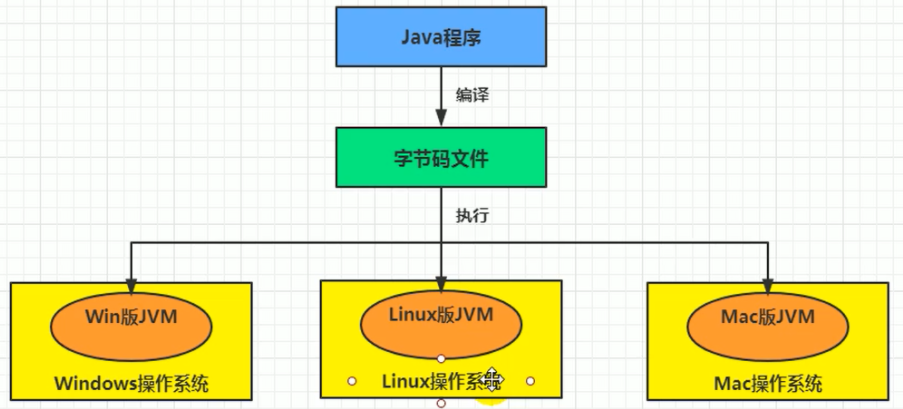 Java程序
编译
字节码文件
执行
Win版JVM
Linux版JVM
Mac版JVM
Windows操作系统
Linux操作系统
Mac操作系统